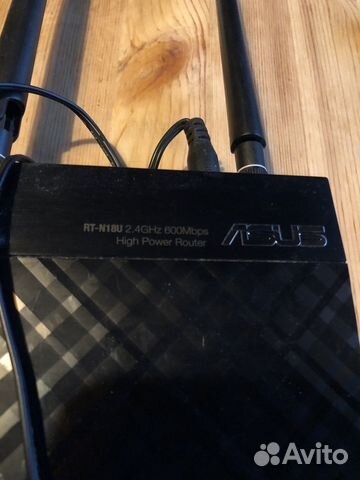 RT-N18U 2.4GHz 600Mbps
High Power Router
ASUS
Avito